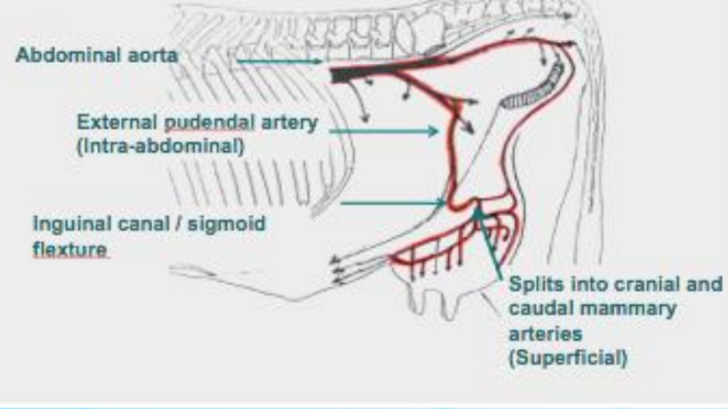 Abdominal aorta
External pudendal artery
(Intra-abdominal)
Inguinal canal / sigmoid
flexture
Splits into cranial and
caudal mammary
arteries
(Superficial)